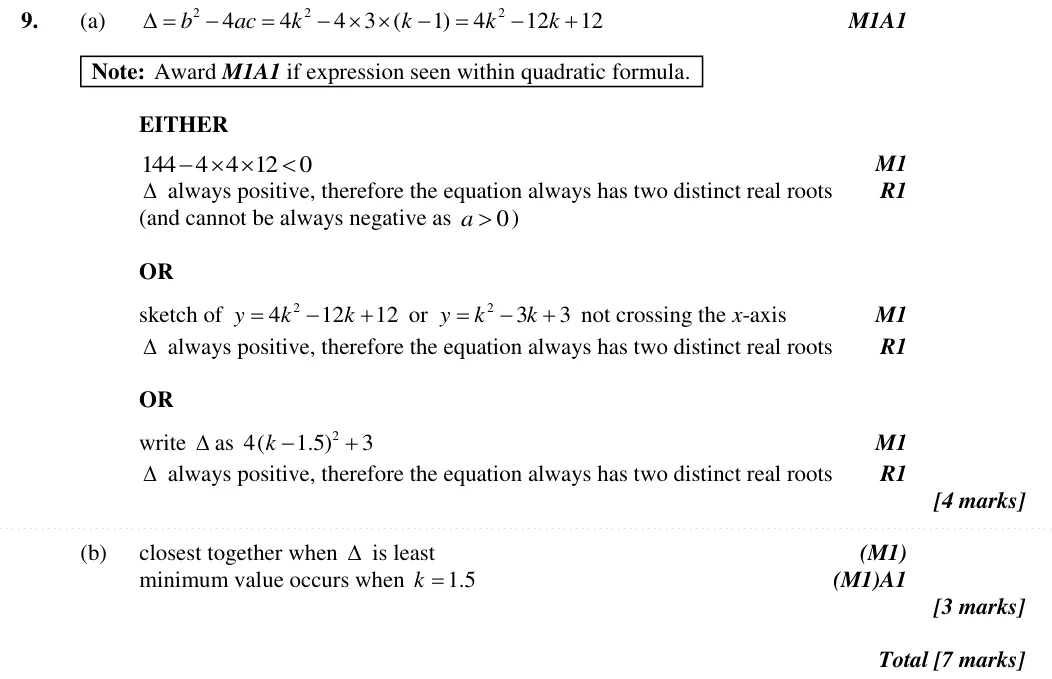 9. (a) Δ = b² − 4ac = 4k² − 4 × 3 × (k − 1) = 4k² − 12k + 12 M1A1
Note: Award M1A1 if expression seen within quadratic formula.
EITHER
144 − 4 × 4 × 12 < 0 M1
Δ always positive, therefore the equation always has two distinct real roots R1
(and cannot be always negative as a > 0)
OR
sketch of y = 4k² − 12k + 12 or y = k² − 3k + 3 not crossing the x-axis M1
Δ always positive, therefore the equation always has two distinct real roots R1
OR
write Δ as 4(k − 1.5)² + 3 M1
Δ always positive, therefore the equation always has two distinct real roots R1
[4 marks]
(b) closest together when Δ is least (M1)
minimum value occurs when k = 1.5 (M1)A1
[3 marks]
Total [7 marks]